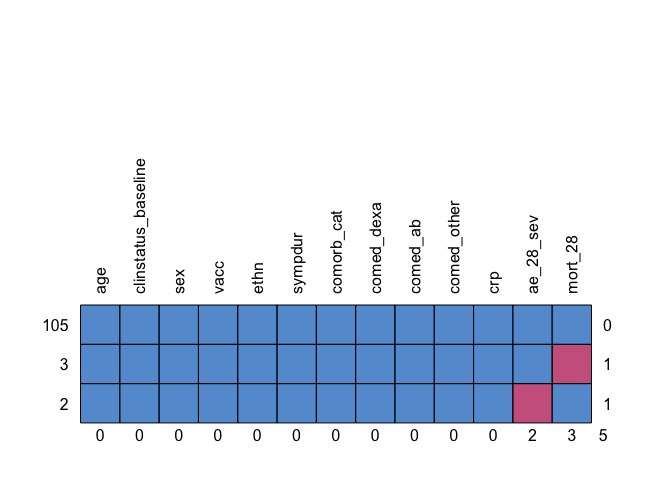 age clinstatus_baseline sex vacc ethn sympdur comorb_cat comed_dexa comed_ab comed_other crp ae_28_sev mort_28
105 0
3 1
2 1
0 0 0 0 0 0 0 0 0 0 0 2 3 5